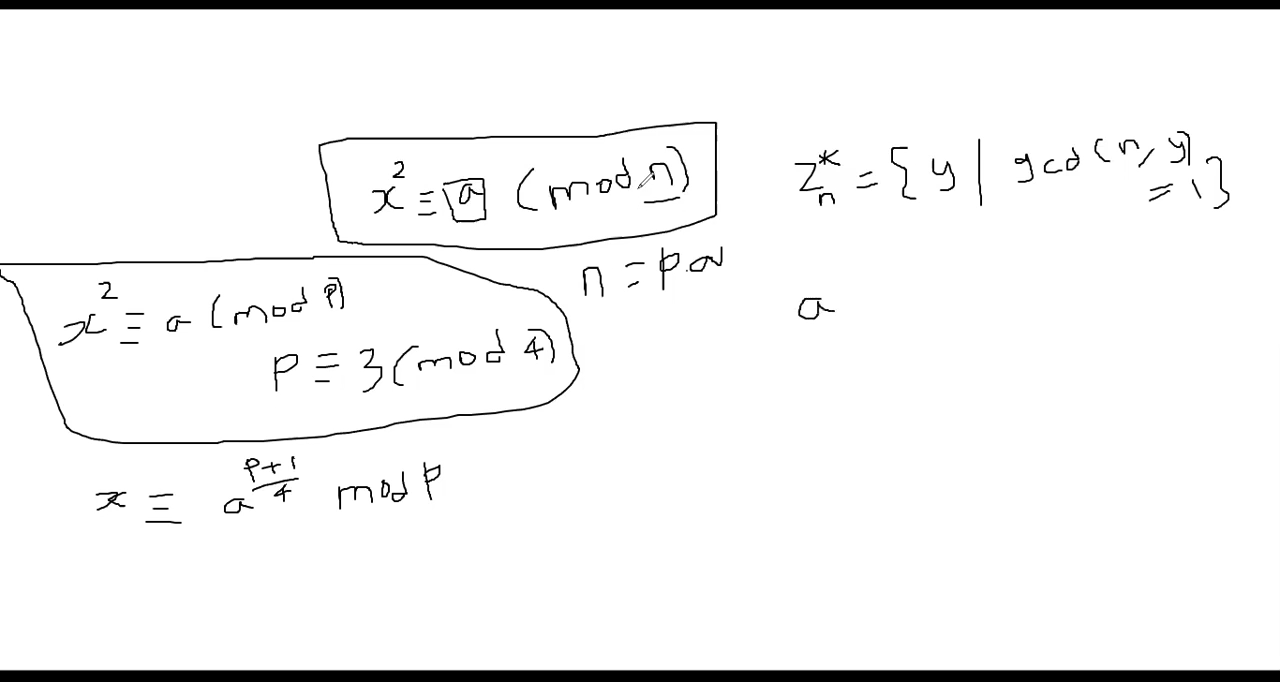 x² ≡ a (mod n)
Z*ₙ = { y | gcd(n, y) = 1 }
n = p.q
x² ≡ a (mod p)
a
p ≡ 3 (mod 4)
x ≡ a^((p+1)/4) mod p